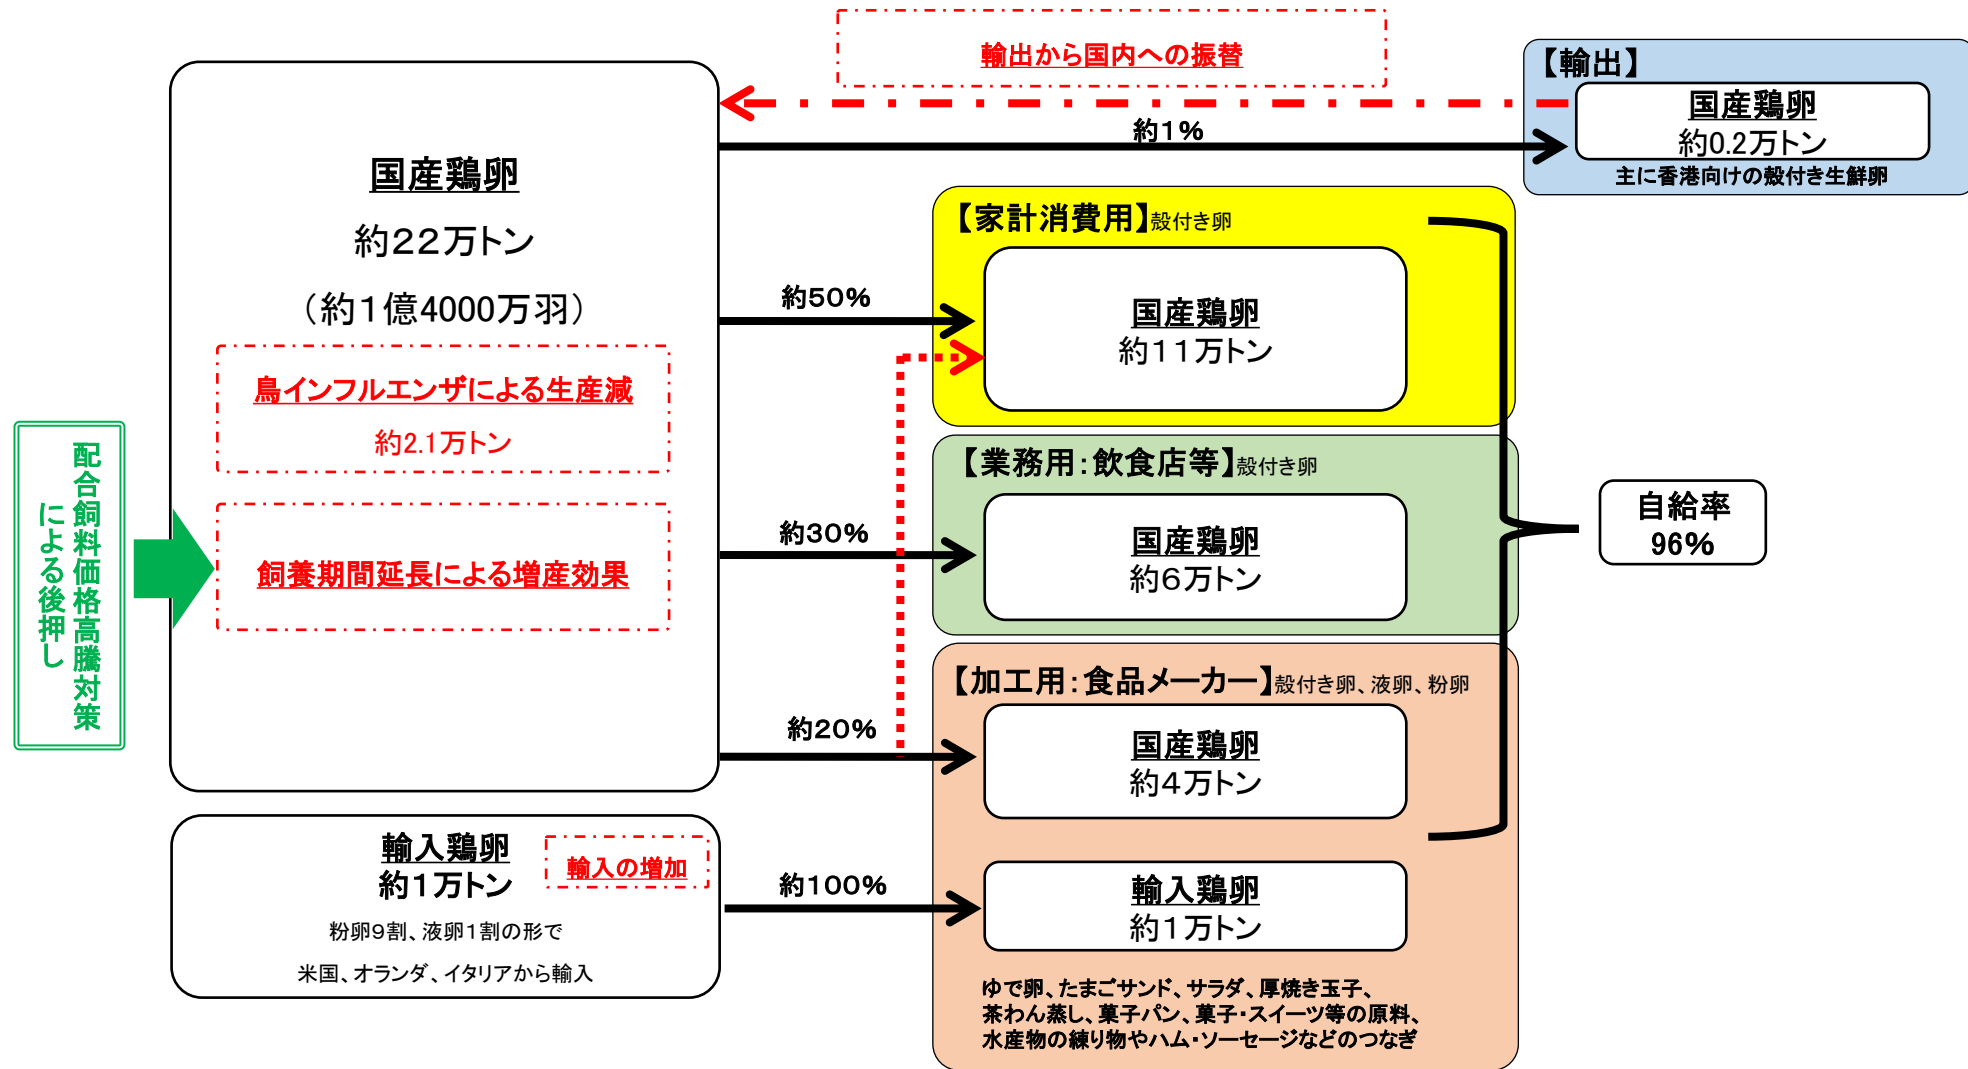 輸出から国内への振替
【輸出】
国産鶏卵
約0.2万トン
主に香港向けの殻付き生鮮卵
約1%
国産鶏卵
約22万トン
（約1億4000万羽）
鳥インフルエンザによる生産減
約2.1万トン
飼養期間延長による増産効果
配合飼料価格高騰対策
による後押し
約50%
【家計消費用】殻付き卵
国産鶏卵
約11万トン
約30%
【業務用：飲食店等】殻付き卵
国産鶏卵
約6万トン
自給率
96%
約20%
【加工用：食品メーカー】殻付き卵、液卵、粉卵
国産鶏卵
約4万トン
輸入鶏卵
約1万トン
輸入の増加
粉卵9割、液卵1割の形で
米国、オランダ、イタリアから輸入
約100%
輸入鶏卵
約1万トン
ゆで卵、たまごサンド、サラダ、厚焼き玉子、
茶わん蒸し、菓子パン、菓子・スイーツ等の原料、
水産物の練り物やハム・ソーセージなどのつなぎ